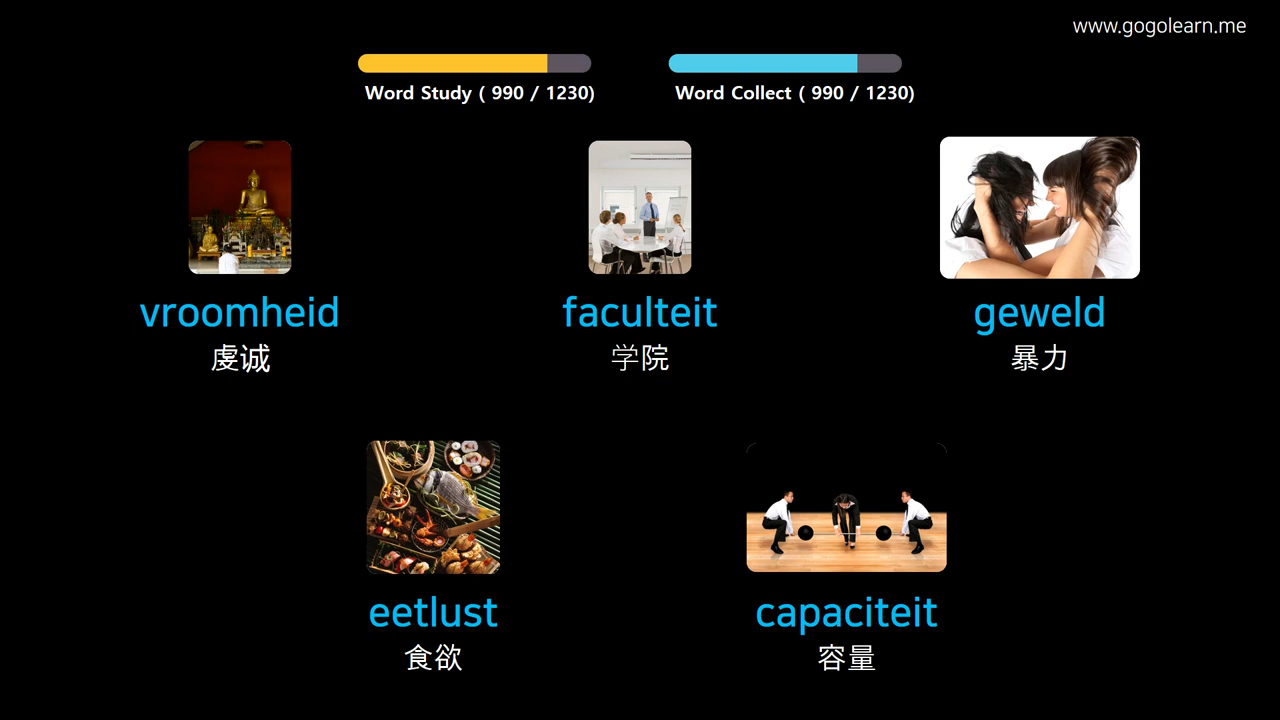 www.gogolearn.me
Word Study ( 990 / 1230)
Word Collect ( 990 / 1230)
vroomheid
虔诚
faculteit
学院
geweld
暴力
eetlust
食欲
capaciteit
容量